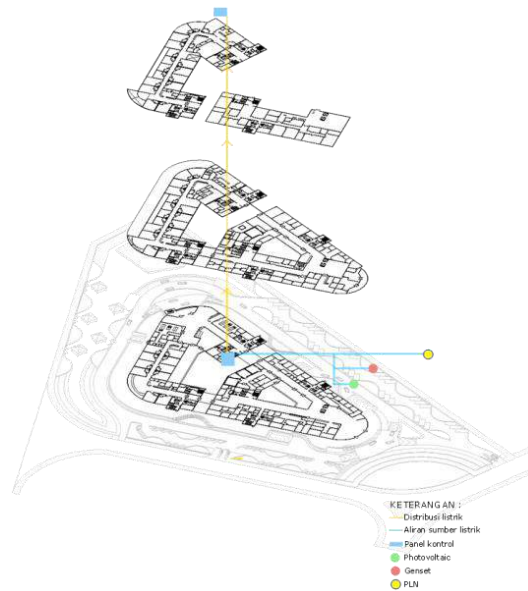 KETERANGAN :
Distribusi listrik
Aliran sumber listrik
Panel kontrol
Photovoltaic
Genset
PLN